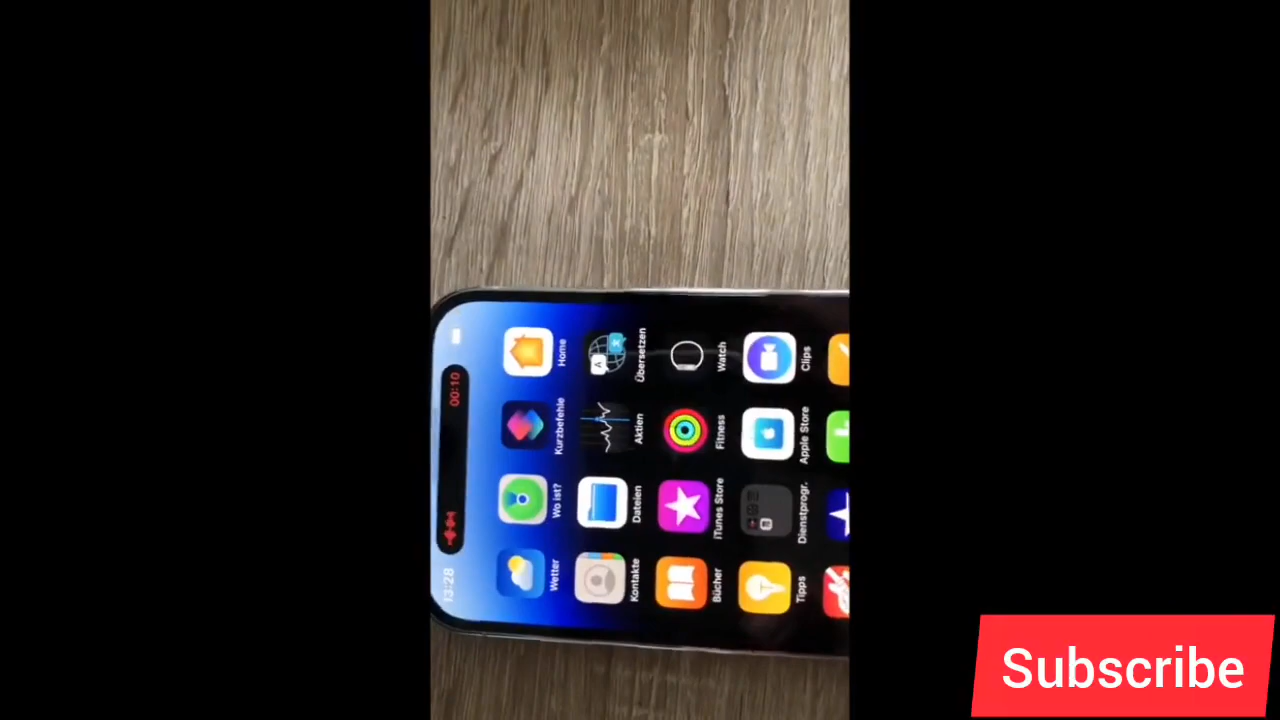 13:28
00:10
Wetter
Wo ist?
Kurzbefehle
Home
Kontakte
Dateien
Aktien
Übersetzen
Bücher
iTunes Store
Fitness
Watch
Tipps
Dienstprogr.
Apple Store
Clips
Subscribe